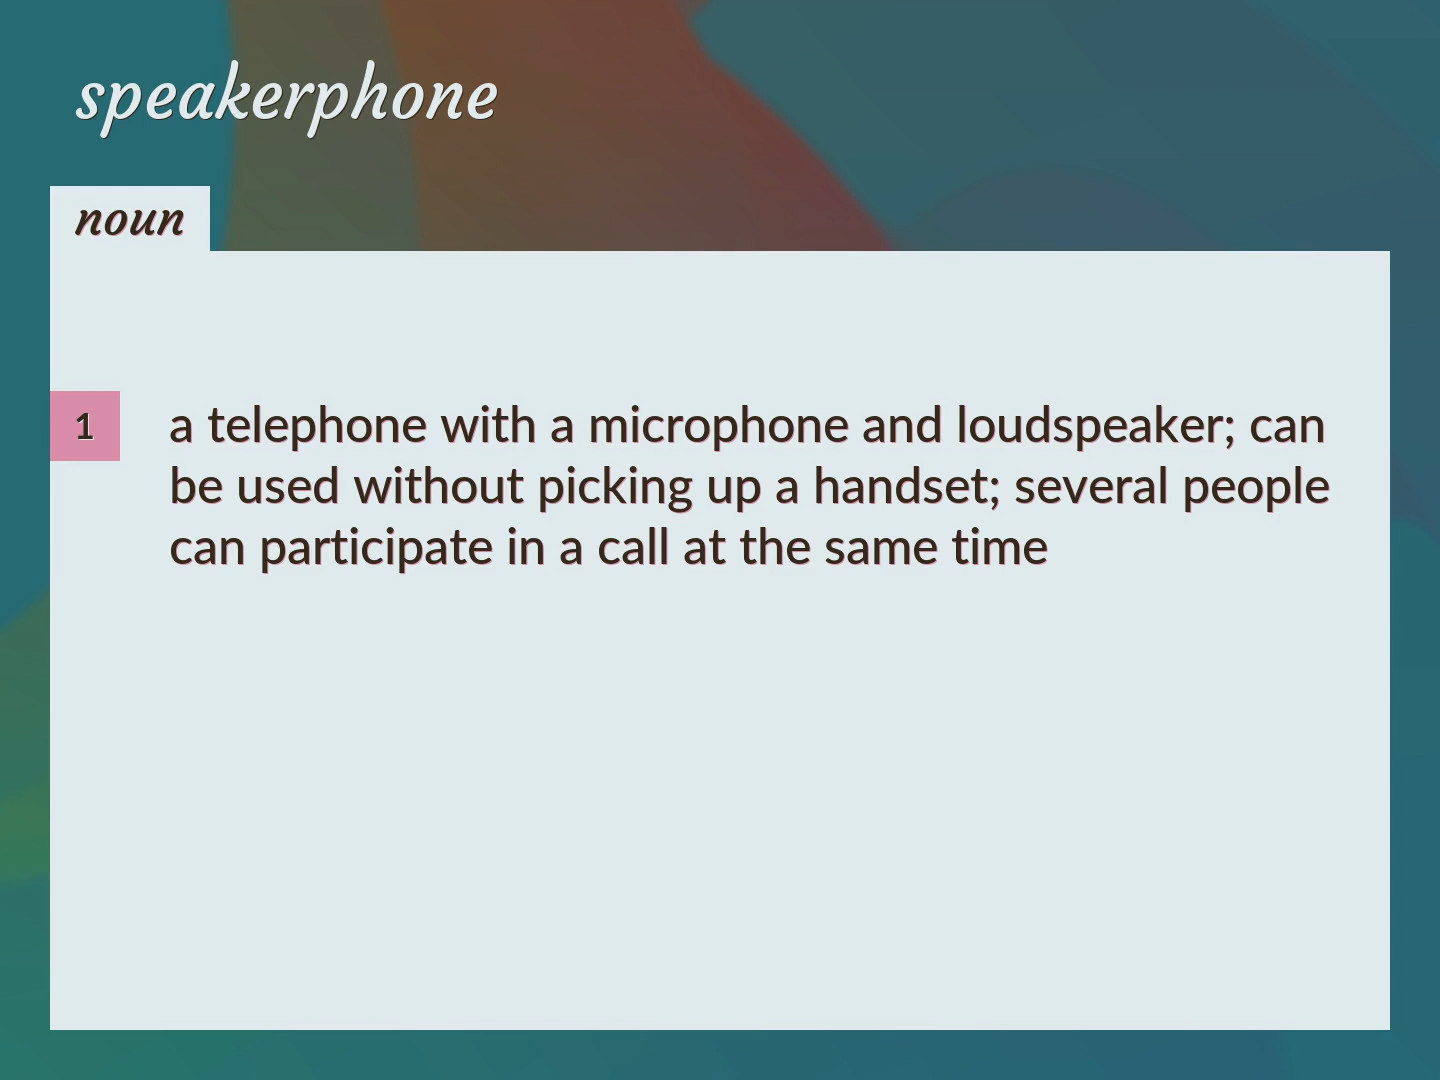 speakerphone
noun
1
a telephone with a microphone and loudspeaker; can
be used without picking up a handset; several people
can participate in a call at the same time